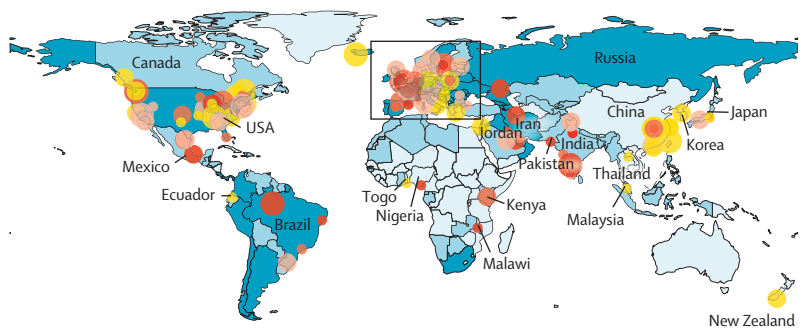 Canada
Russia
USA
China
Japan
Iran
Jordan
India
Korea
Mexico
Pakistan
Thailand
Ecuador
Togo
Nigeria
Kenya
Malaysia
Brazil
Malawi
New Zealand